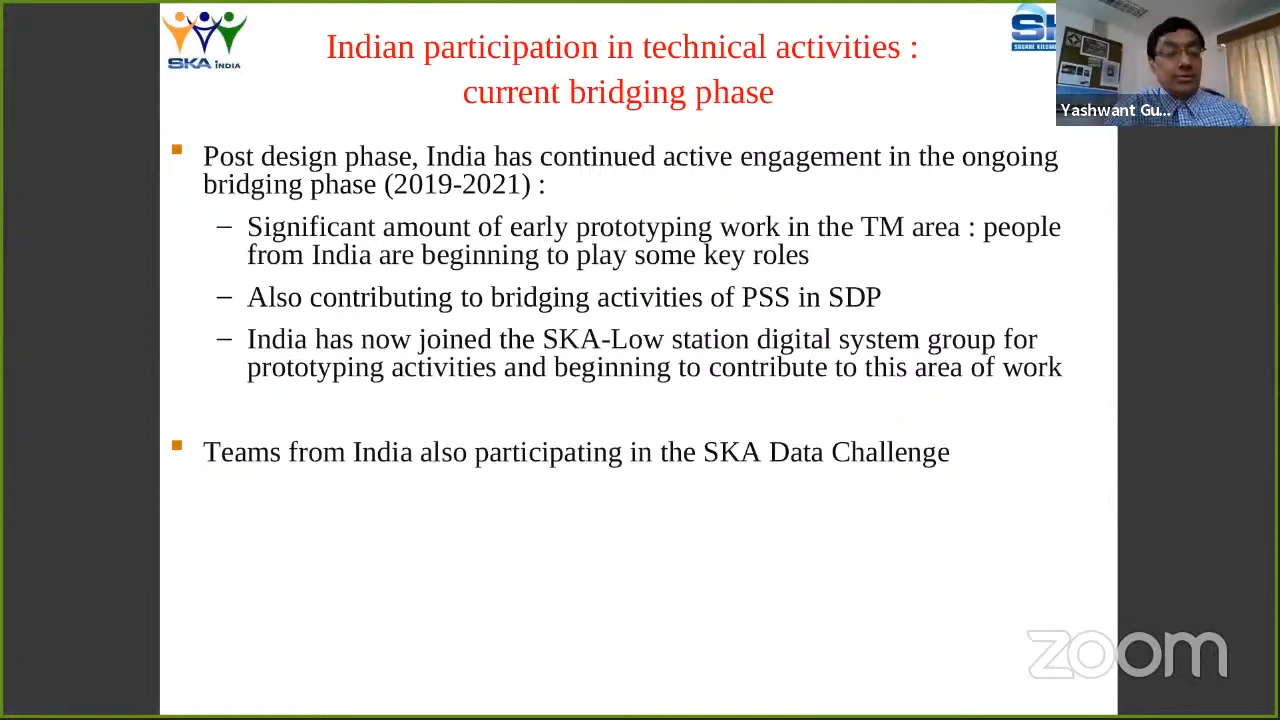 SKA INDIA
Indian participation in technical activities :
current bridging phase
SQUARE
Yashwant Gu...
Post design phase, India has continued active engagement in the ongoing
bridging phase (2019-2021) :
– Significant amount of early prototyping work in the TM area : people
from India are beginning to play some key roles
– Also contributing to bridging activities of PSS in SDP
– India has now joined the SKA-Low station digital system group for
prototyping activities and beginning to contribute to this area of work
Teams from India also participating in the SKA Data Challenge
zoom